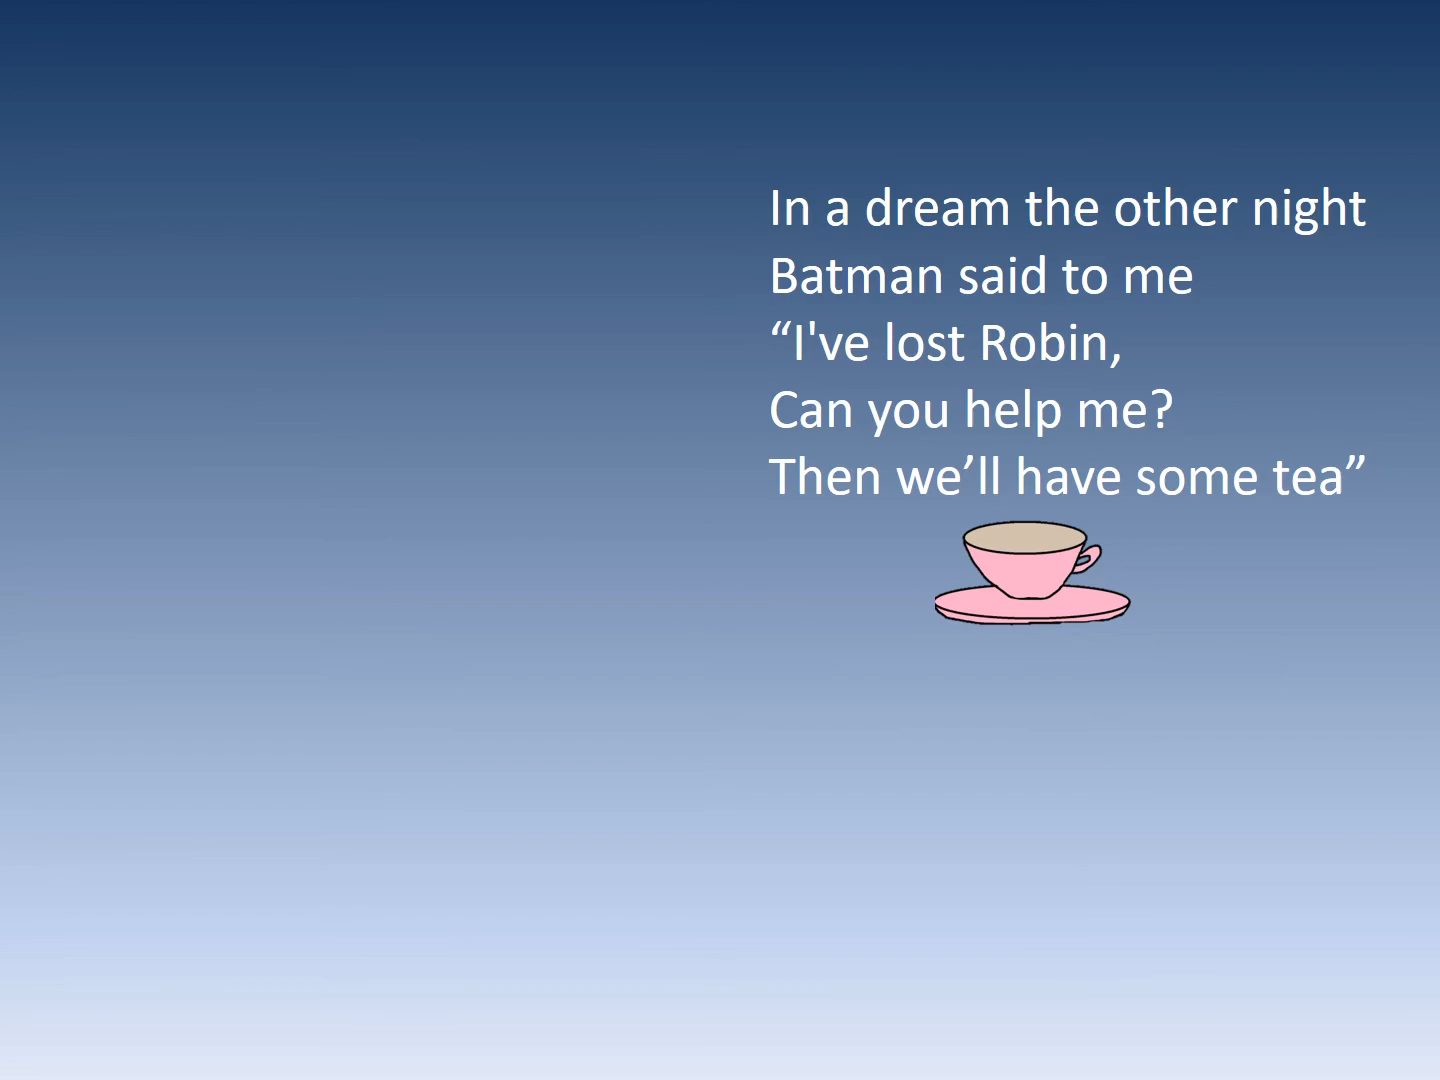 In a dream the other night
Batman said to me
“I've lost Robin,
Can you help me?
Then we’ll have some tea”